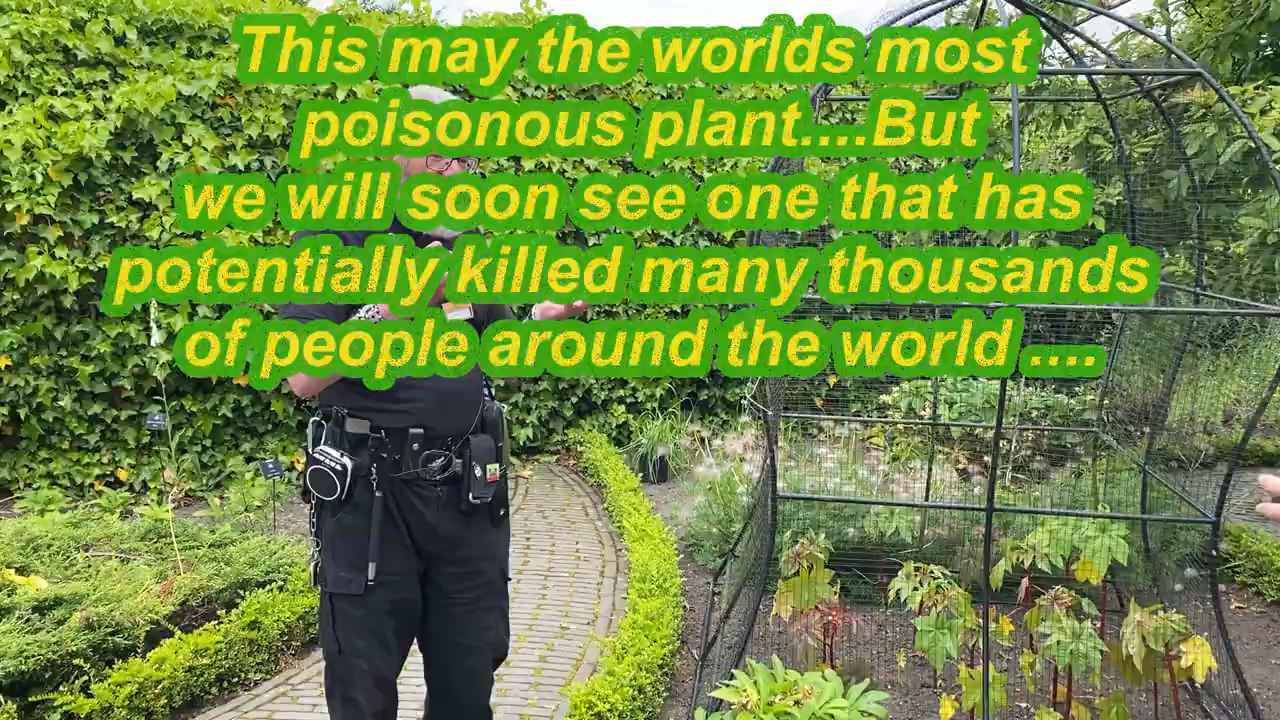 This may the worlds most
poisonous plant....But
we will soon see one that has
potentially killed many thousands
of people around the world ....